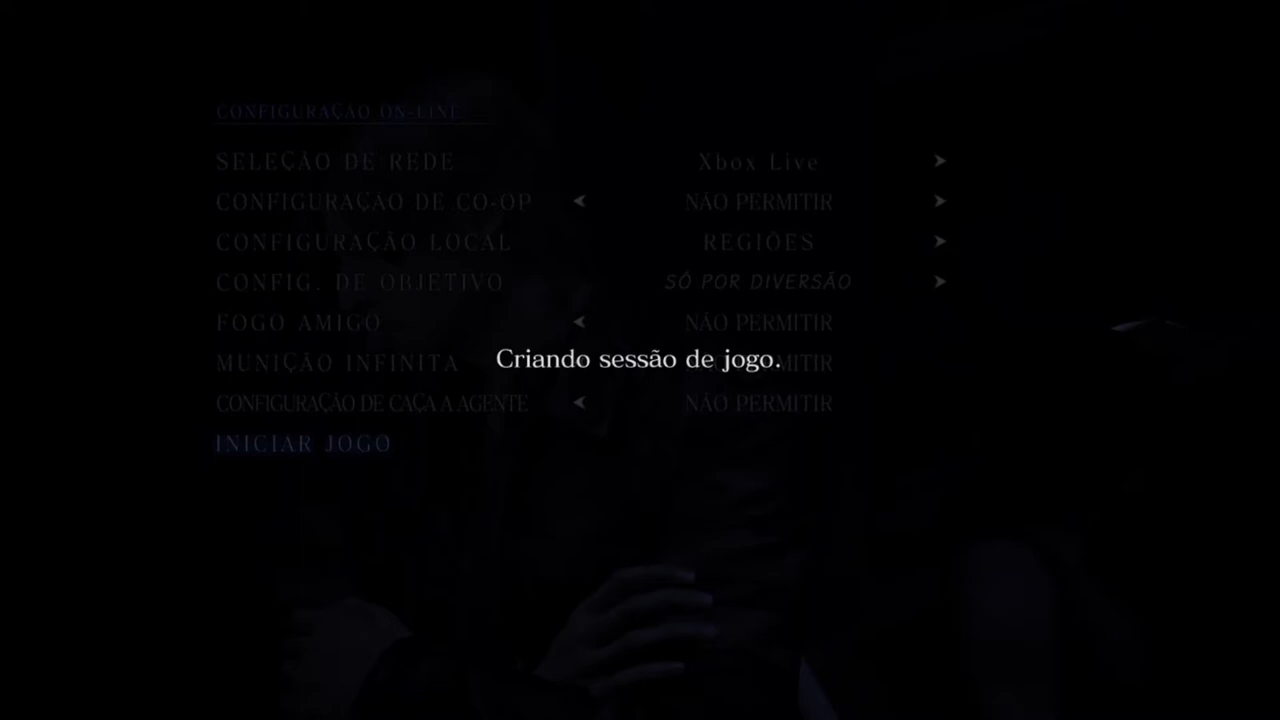 CONFIGURAÇÃO ON-LINE
SELEÇÃO DE REDE Xbox Live
CONFIGURAÇÃO DE CO-OP NÃO PERMITIR
CONFIGURAÇÃO LOCAL REGIÕES
CONFIG. DE OBJETIVO SÓ POR DIVERSÃO
FOGO AMIGO NÃO PERMITIR
MUNIÇÃO INFINITA NÃO PERMITIR
Criando sessão de jogo.
CONFIGURAÇÃO DE CAÇA A AGENTE NÃO PERMITIR
INICIAR JOGO